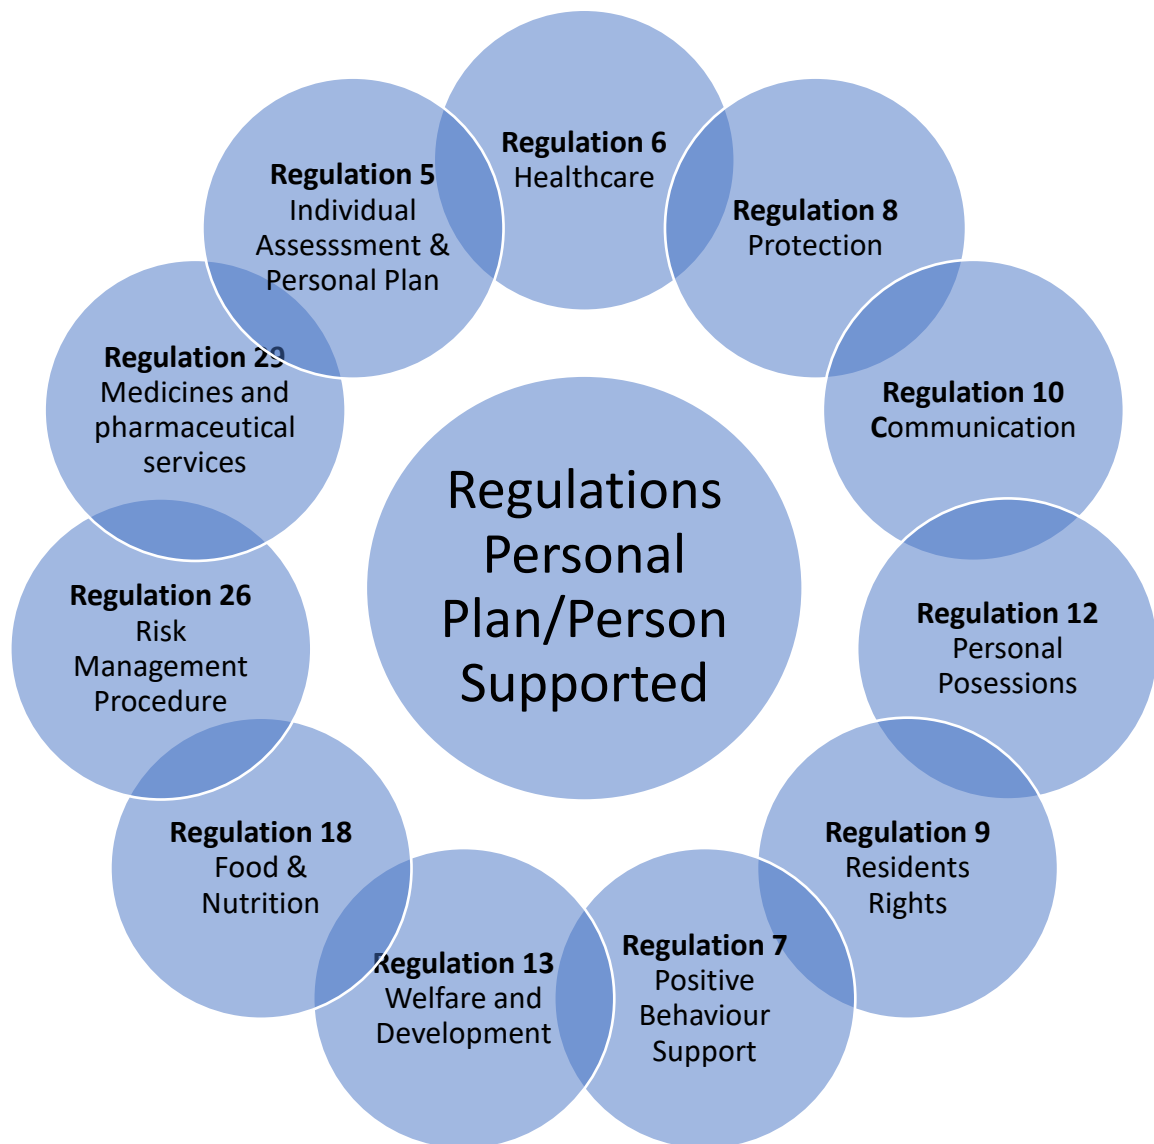 Regulation 6
Healthcare
Regulation 8
Protection
Regulation 10
Communication
Regulation 12
Personal
Posessions
Regulation 9
Residents
Rights
Regulation 7
Positive
Behaviour
Support
Regulation 13
Welfare and
Development
Regulation 18
Food &
Nutrition
Regulation 26
Risk
Management
Procedure
Regulation 29
Medicines and
pharmaceutical
services
Regulation 5
Individual
Assesssment &
Personal Plan
Regulations
Personal
Plan/Person
Supported